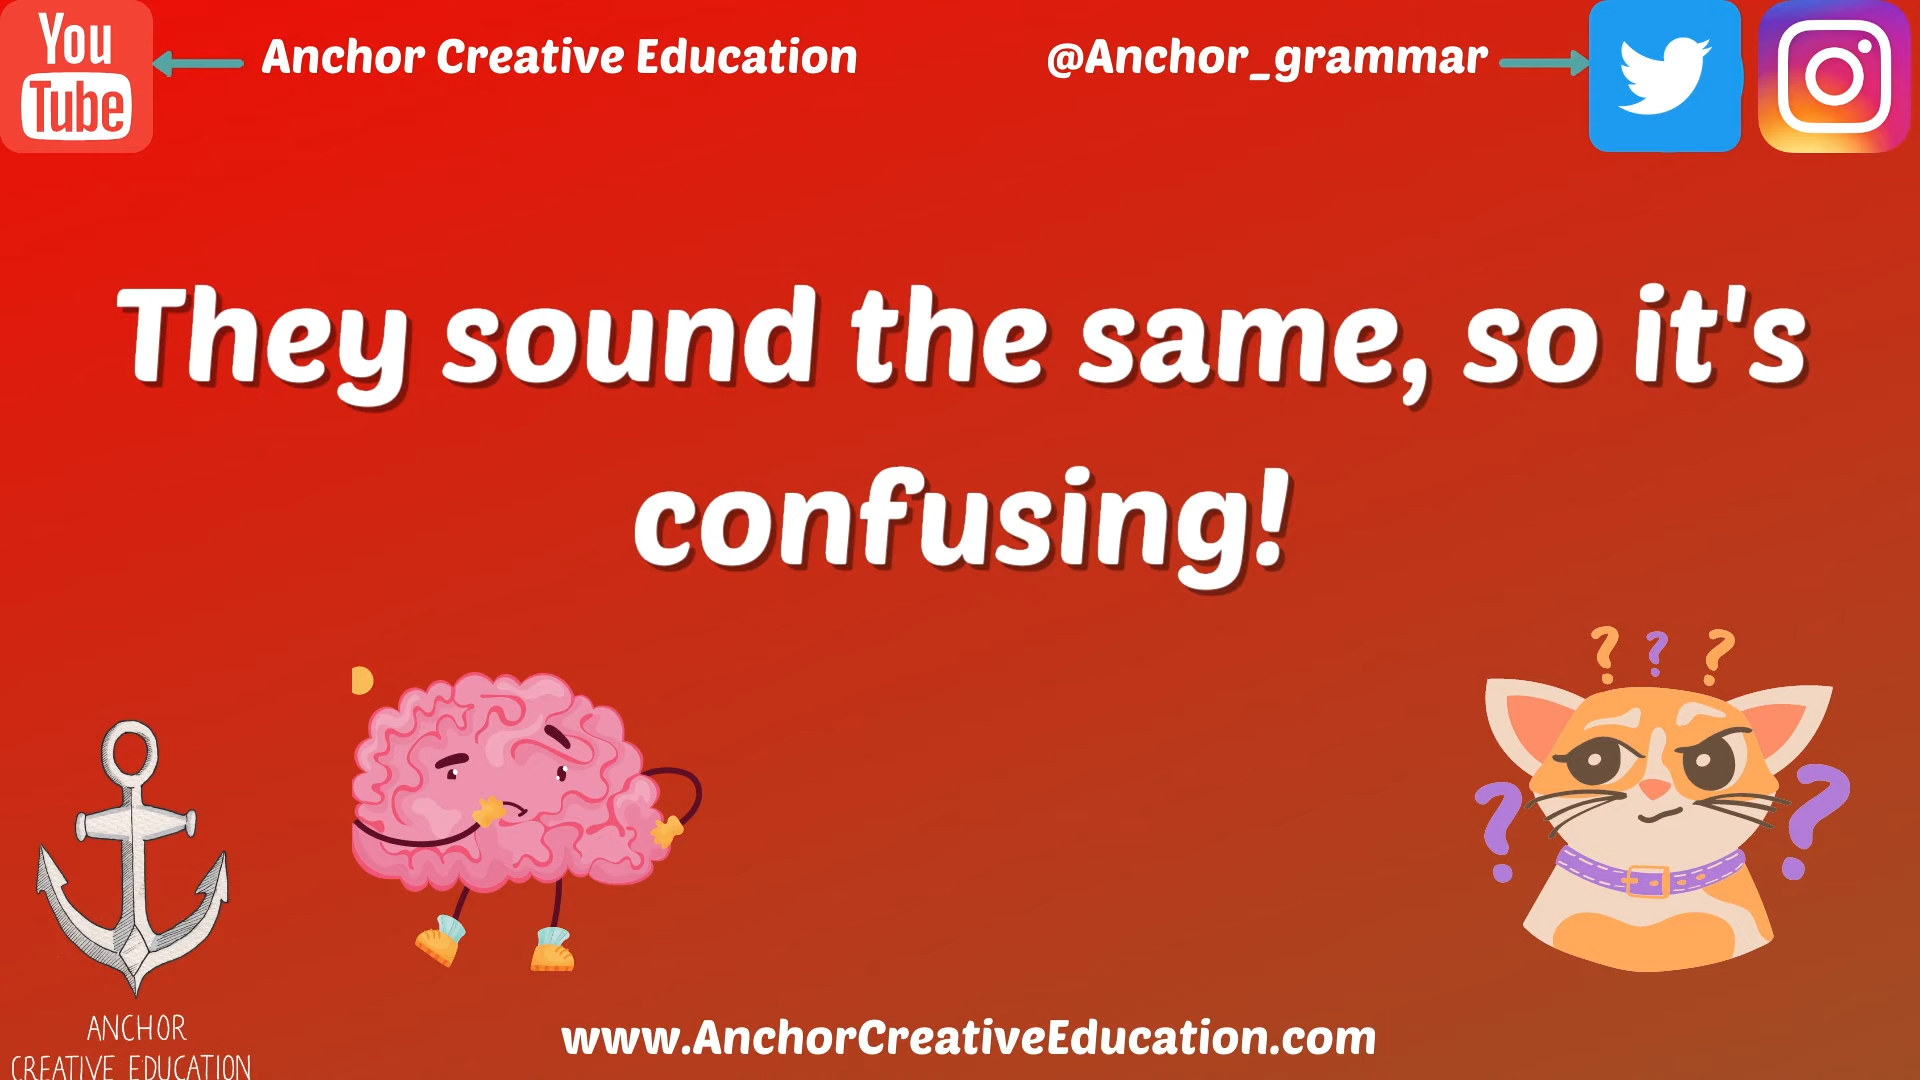 You
Tube
Anchor Creative Education
@Anchor_grammar
They sound the same, so it's
confusing!
? ? ?
? ?
ANCHOR
CREATIVE EDUCATION
www.AnchorCreativeEducation.com